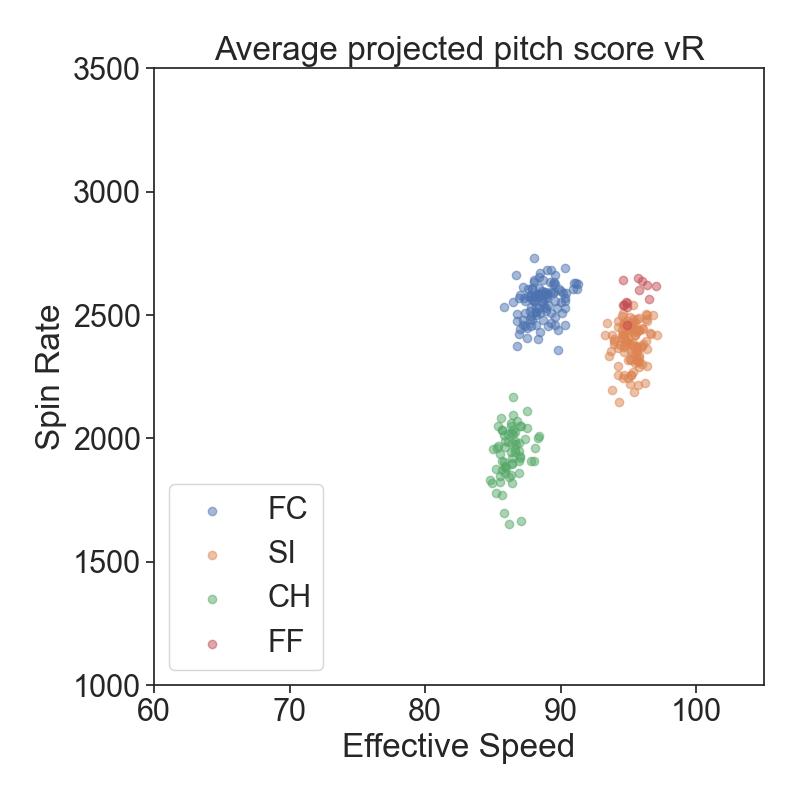 Average projected pitch score vR
3500
3000
2500
2000
1500
1000
Spin Rate
FC
SI
CH
FF
60 70 80 90 100
Effective Speed